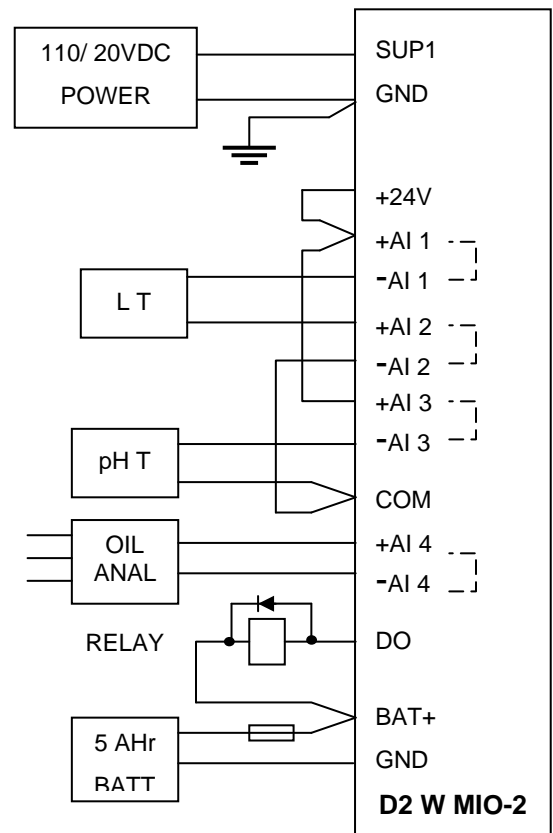 110/ 20VDC
POWER
SUP1
GND
+24V
+AI 1
-AI 1
L T
+AI 2
-AI 2
+AI 3
-AI 3
pH T
COM
OIL
ANAL
+AI 4
-AI 4
RELAY
DO
BAT+
5 AHr
BATT
GND
D2 W MIO-2